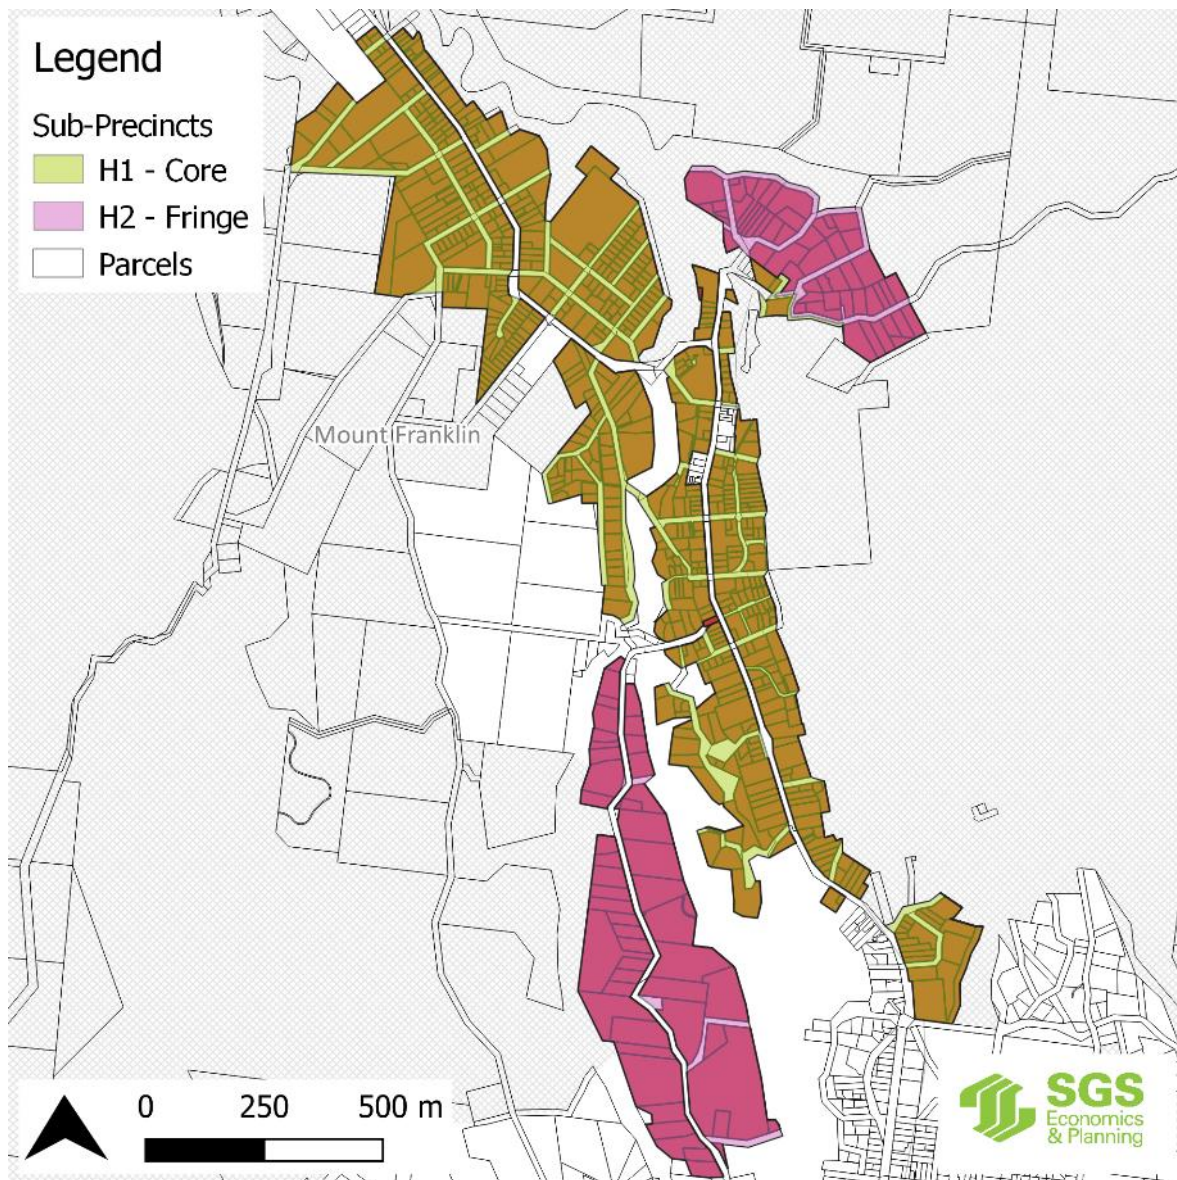 Legend
Sub-Precincts
H1 - Core
H2 - Fringe
Parcels
Mount Franklin
0 250 500 m
SGS
Economics
& Planning